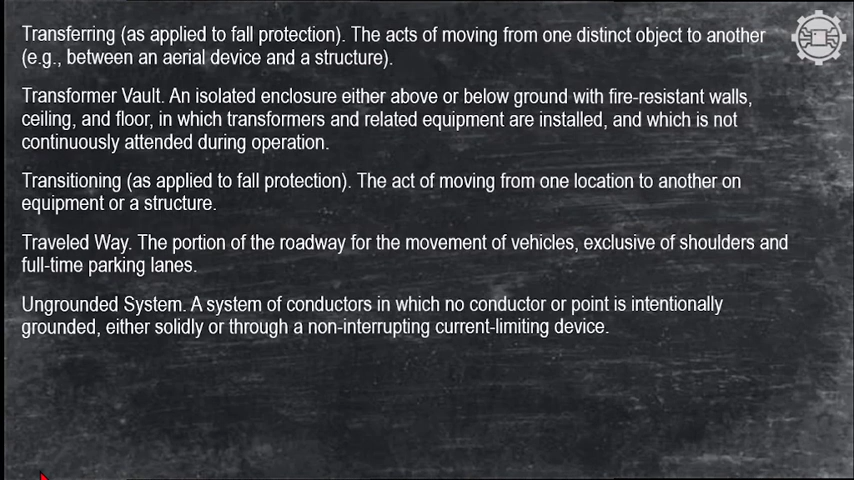 Transferring (as applied to fall protection). The acts of moving from one distinct object to another
(e.g., between an aerial device and a structure).
Transformer Vault. An isolated enclosure either above or below ground with fire-resistant walls,
ceiling, and floor, in which transformers and related equipment are installed, and which is not
continuously attended during operation.
Transitioning (as applied to fall protection). The act of moving from one location to another on
equipment or a structure.
Traveled Way. The portion of the roadway for the movement of vehicles, exclusive of shoulders and
full-time parking lanes.
Ungrounded System. A system of conductors in which no conductor or point is intentionally
grounded, either solidly or through a non-interrupting current-limiting device.